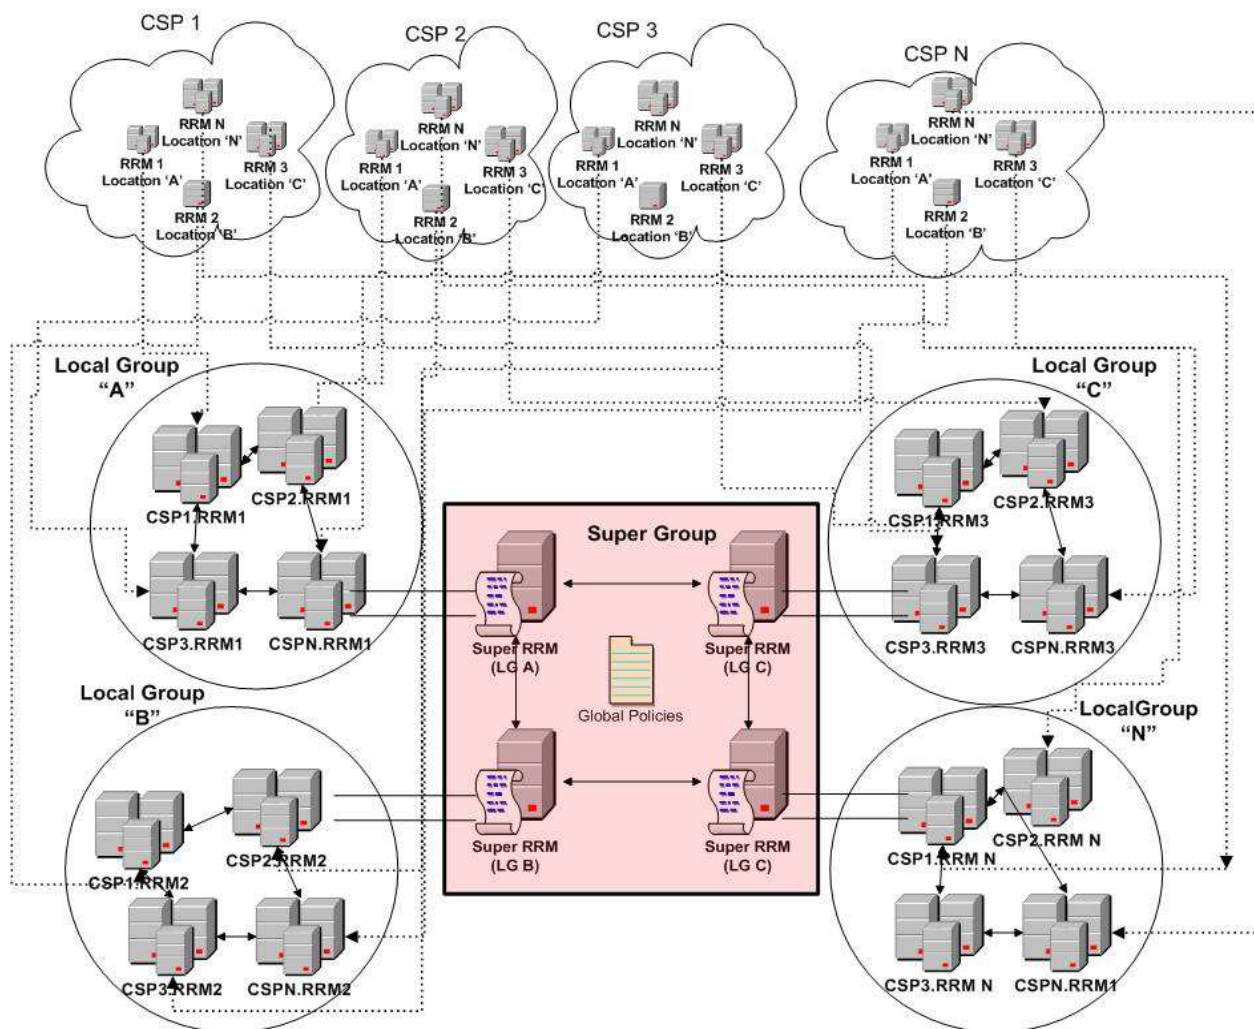 CSP 1
CSP 2
CSP 3
CSP N
RRM N
Location 'N'
RRM 1
Location 'A'
RRM 3
Location 'C'
RRM 2
Location 'B'
RRM N
Location 'N'
RRM 1
Location 'A'
RRM 3
Location 'C'
RRM 2
Location 'B'
RRM N
Location 'N'
RRM 1
Location 'A'
RRM 3
Location 'C'
RRM 2
Location 'B'
RRM N
Location 'N'
RRM 1
Location 'A'
RRM 3
Location 'C'
RRM 2
Location 'B'
Local Group
“A”
CSP1.RRM1
CSP2.RRM1
CSP3.RRM1
CSPN.RRM1
Local Group
“C”
CSP1.RRM3
CSP2.RRM3
CSP3.RRM3
CSPN.RRM3
Super Group
Super RRM
(LG A)
Super RRM
(LG C)
Global Policies
Super RRM
(LG B)
Super RRM
(LG C)
Local Group
“B”
CSP1.RRM2
CSP2.RRM2
CSP3.RRM2
CSPN.RRM2
LocalGroup
“N”
CSP1.RRM N
CSP2.RRM N
CSP3.RRM N
CSPN.RRM1